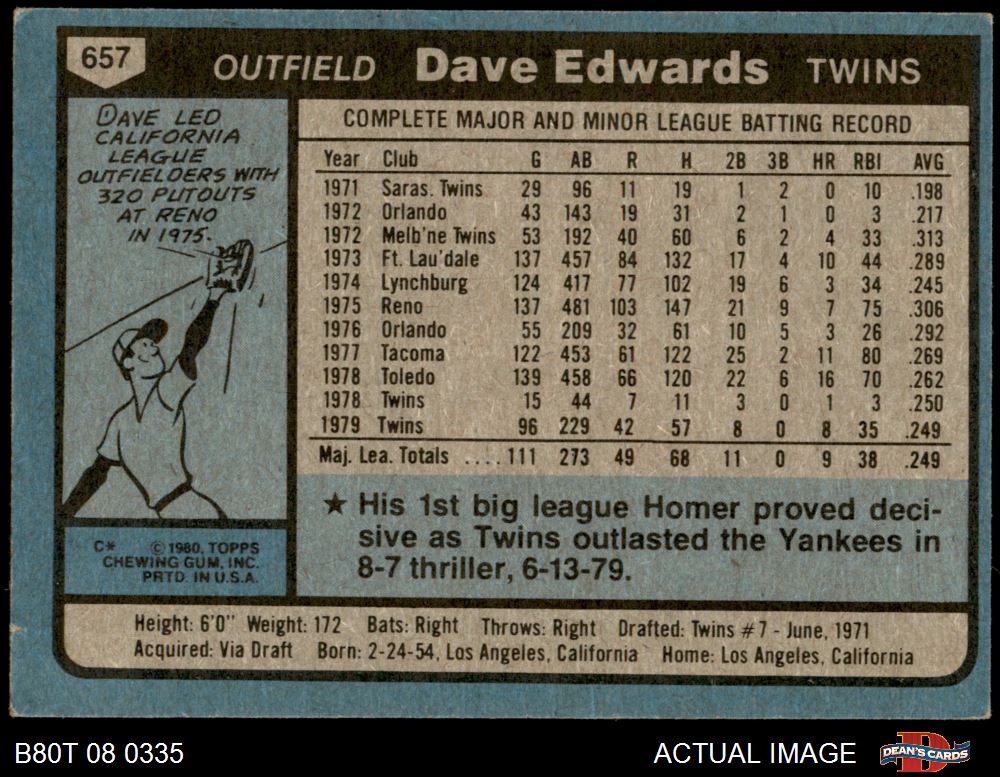 657
OUTFIELD Dave Edwards TWINS
DAVE LED
CALIFORNIA
LEAGUE
OUTFIELDERS WITH
320 PUTOUTS
AT RENO
IN 1975.
COMPLETE MAJOR AND MINOR LEAGUE BATTING RECORD
Year Club G AB R H 2B 3B HR RBI AVG
1971 Saras. Twins 29 96 11 19 1 2 0 10 .198
1972 Orlando 43 143 19 31 2 1 0 3 .217
1972 Melb'ne Twins 53 192 40 60 6 2 4 33 .313
1973 Ft. Lau'dale 137 457 84 132 17 4 10 44 .289
1974 Lynchburg 124 417 77 102 19 6 3 34 .245
1975 Reno 137 481 103 147 21 9 7 75 .306
1976 Orlando 55 209 32 61 10 5 3 26 .292
1977 Tacoma 122 453 61 122 25 2 11 80 .269
1978 Toledo 139 458 66 120 22 6 16 70 .262
1978 Twins 15 44 7 11 3 0 1 3 .250
1979 Twins 96 229 42 57 8 0 8 35 .249
Maj. Lea. Totals ....111 273 49 68 11 0 9 38 .249
★ His 1st big league Homer proved deci-
sive as Twins outlasted the Yankees in
8-7 thriller, 6-13-79.
C* © 1980. TOPPS
CHEWING GUM, INC.
PRTD. IN U.S.A.
Height: 6'0" Weight: 172 Bats: Right Throws: Right Drafted: Twins #7 - June, 1971
Acquired: Via Draft Born: 2-24-54, Los Angeles, California Home: Los Angeles, California
B80T 08 0335 ACTUAL IMAGE DEAN'S CARDS